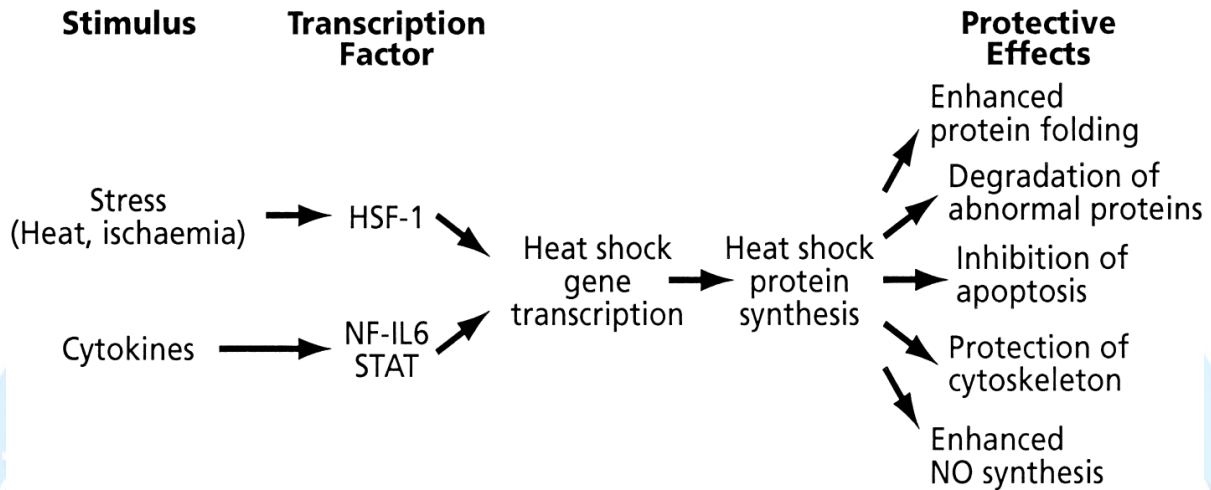 Stimulus
Transcription
Factor
Protective
Effects
Stress
(Heat, ischaemia)
HSF-1
Cytokines
NF-IL6
STAT
Heat shock
gene
transcription
Heat shock
protein
synthesis
Enhanced
protein folding
Degradation of
abnormal proteins
Inhibition of
apoptosis
Protection of
cytoskeleton
Enhanced
NO synthesis